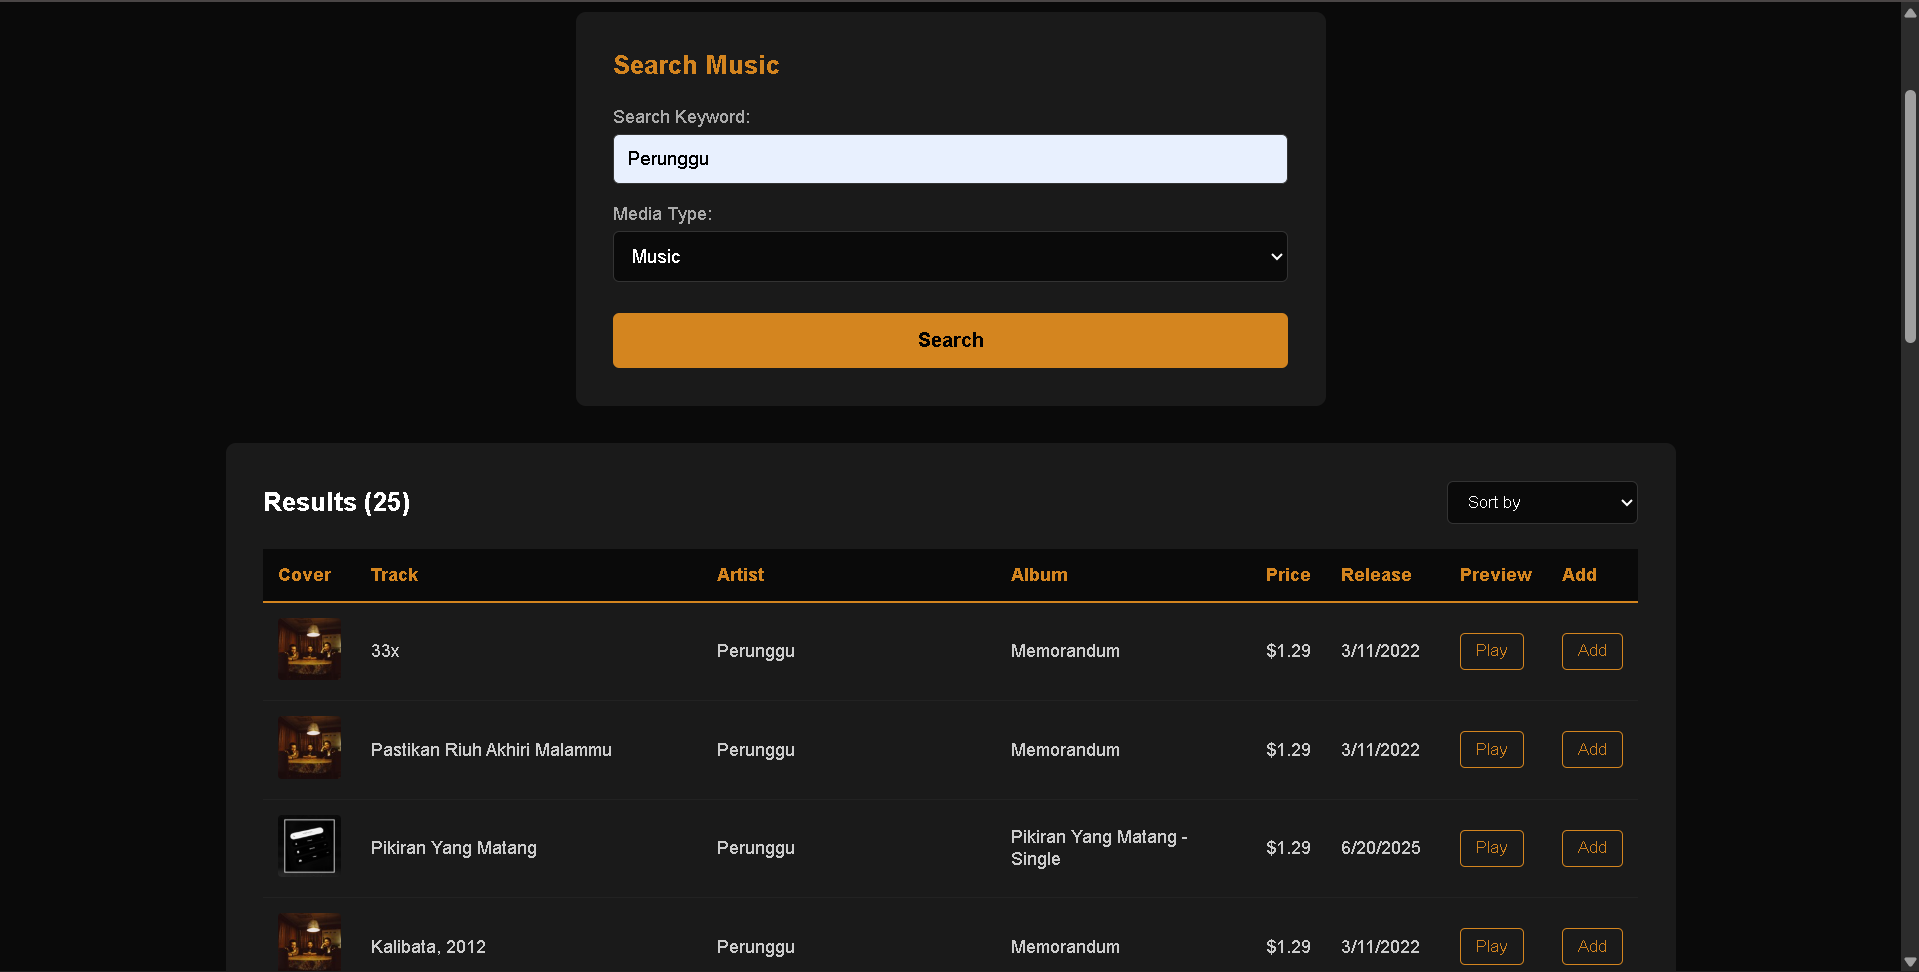 Search Music
Search Keyword:
Perunggu
Media Type:
Music
Search
Results (25)
Sort by
Cover Track Artist Album Price Release Preview Add
33x Perunggu Memorandum $1.29 3/11/2022 Play Add
Pastikan Riuh Akhiri Malammu Perunggu Memorandum $1.29 3/11/2022 Play Add
Pikiran Yang Matang Perunggu Pikiran Yang Matang -
Single $1.29 6/20/2025 Play Add
Kalibata, 2012 Perunggu Memorandum $1.29 3/11/2022 Play Add